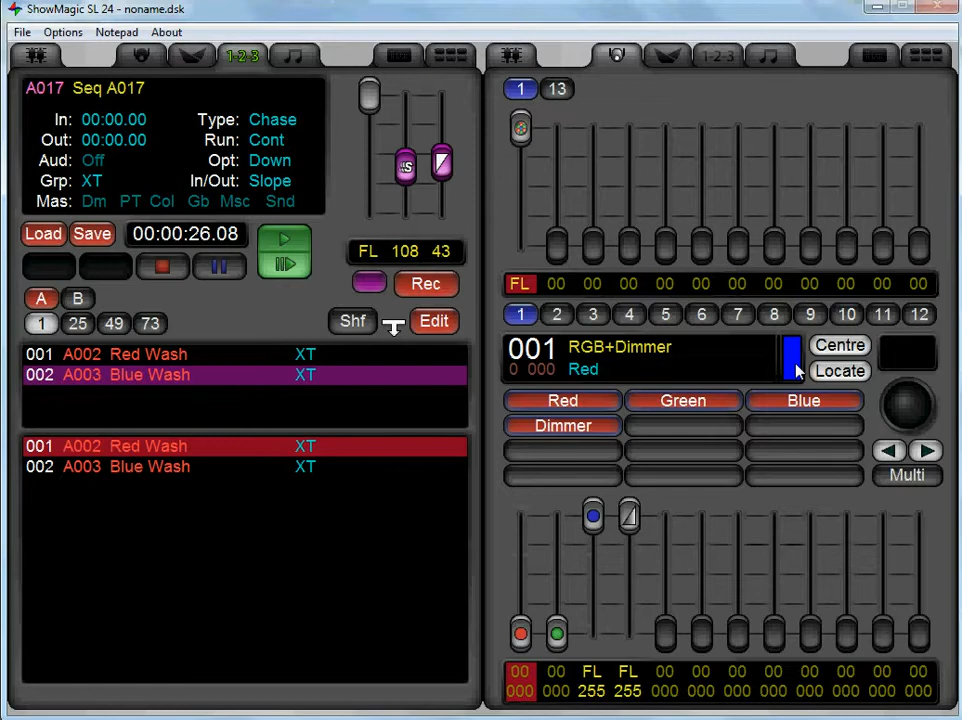 ShowMagic SL 24 - noname.dsk
File Options Notepad About
1-2-3 1-2-3
A017 Seq A017
In: 00:00.00 Type: Chase
Out: 00:00.00 Run: Cont
Aud: Off Opt: Down
Grp: XT In/Out: Slope
Mas: Dm PT Col Gb Msc Snd
Load Save 00:00:26.08
S
FL 108 43
Rec
A B
1 25 49 73
Shf Edit
001 A002 Red Wash XT
002 A003 Blue Wash XT
001 A002 Red Wash XT
002 A003 Blue Wash XT
1 13
FL 00 00 00 00 00 00 00 00 00 00 00
1 2 3 4 5 6 7 8 9 10 11 12
001 RGB+Dimmer
0 000 Red
Centre
Locate
Red Green Blue
Dimmer
Multi
00 00 FL FL 00 00 00 00 00 00 00 00
000 000 255 255 000 000 000 000 000 000 000 000